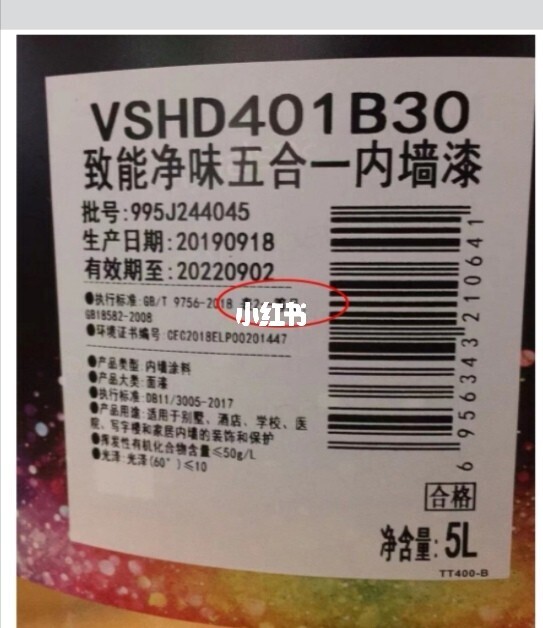 VSHD401B30
致能净味五合一内墙漆
批号:995J244045
生产日期:20190918
有效期至:20220902
●执行标准:GB/T 9756-2018
小红书
GB18582-2008
●环境证书编号:CEC2018ELP00201447
●产品类型:内墙涂料
●产品大类:面漆
●执行标准:DB11/3005-2017
●产品用途:适用于别墅、酒店、学校、医
院、写字楼和家居内墙的装饰和保护
●挥发性有机化合物含量≤50g/L
●光泽:光泽(60°)≤10
6 956343 210641
合格
净含量: 5L
TT400-B